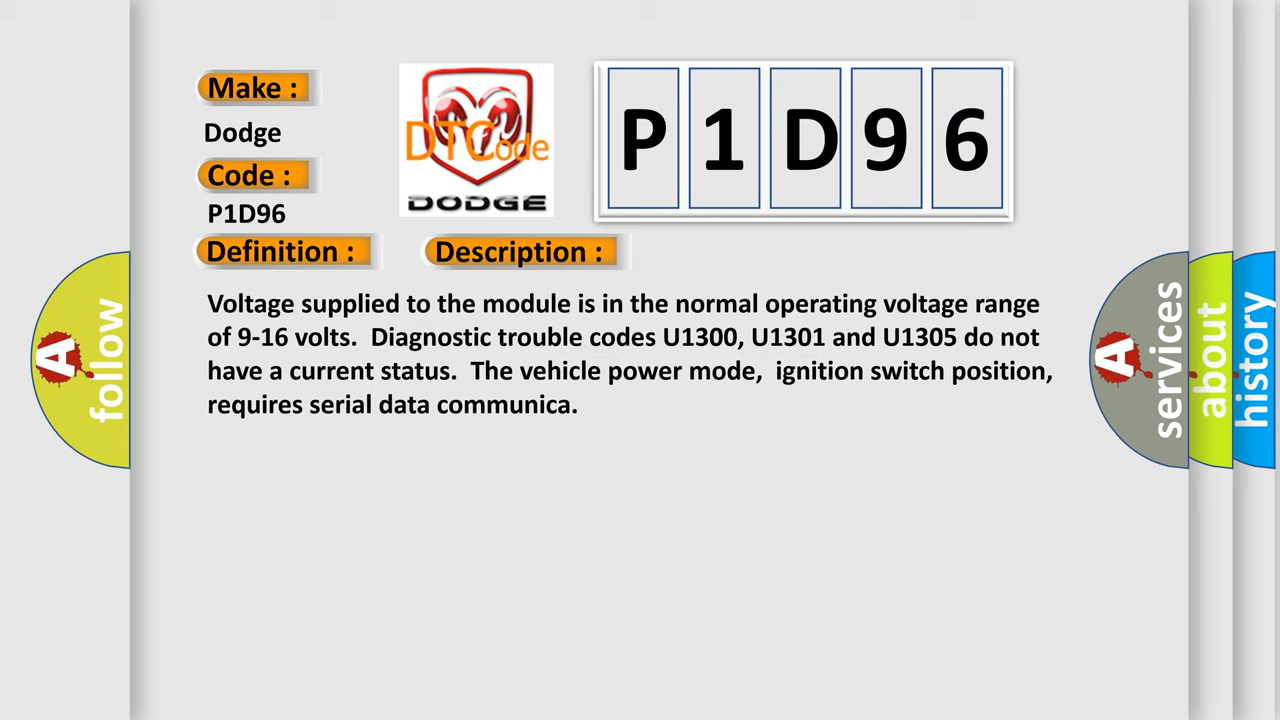 Make :
Dodge
Code :
P1D96
Definition :
Description :
DTCode
DODGE
P 1 D 9 6
Voltage supplied to the module is in the normal operating voltage range
of 9-16 volts  Diagnostic trouble codes U1300, U1301 and U1305 do not
have a current status  The vehicle power mode,  ignition switch position,
requires serial data communica.
A follow
A services
about
history